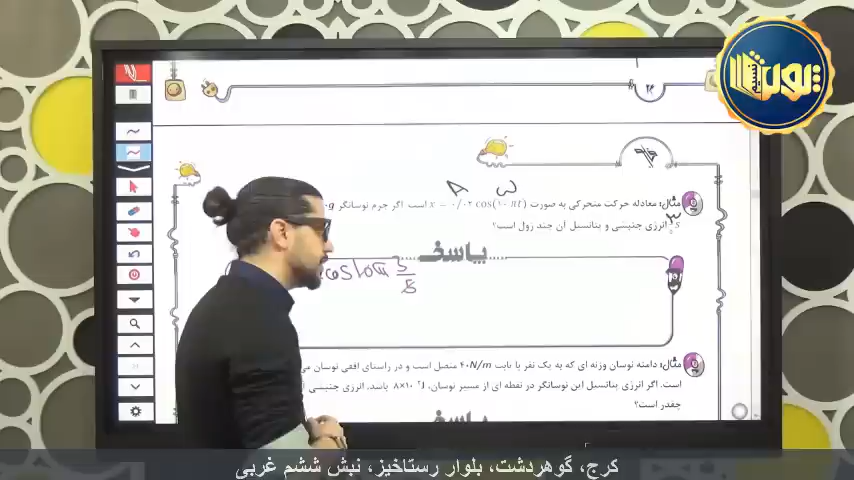 A ω
مثال: معادله حرکت متحرکی به صورت x = ۰/۰۲ cos(۱۰πt) است اگر جرم نوسانگر
انرژی جنبشی و پتانسیل آن چند ژول است؟
پاسخ
cos 10π
مثال: دامنه نوسان وزنه ای که به یک فنر با ثابت ۴۰N/m متصل است و در راستای افقی نوسان می
است. اگر انرژی پتانسیل این نوسانگر در نقطه ای از مسیر نوسان، باشد، انرژی جنبشی
چقدر است؟
پاسخ
کرج، گوهردشت، بلوار رستاخیز، نبش ششم غربی